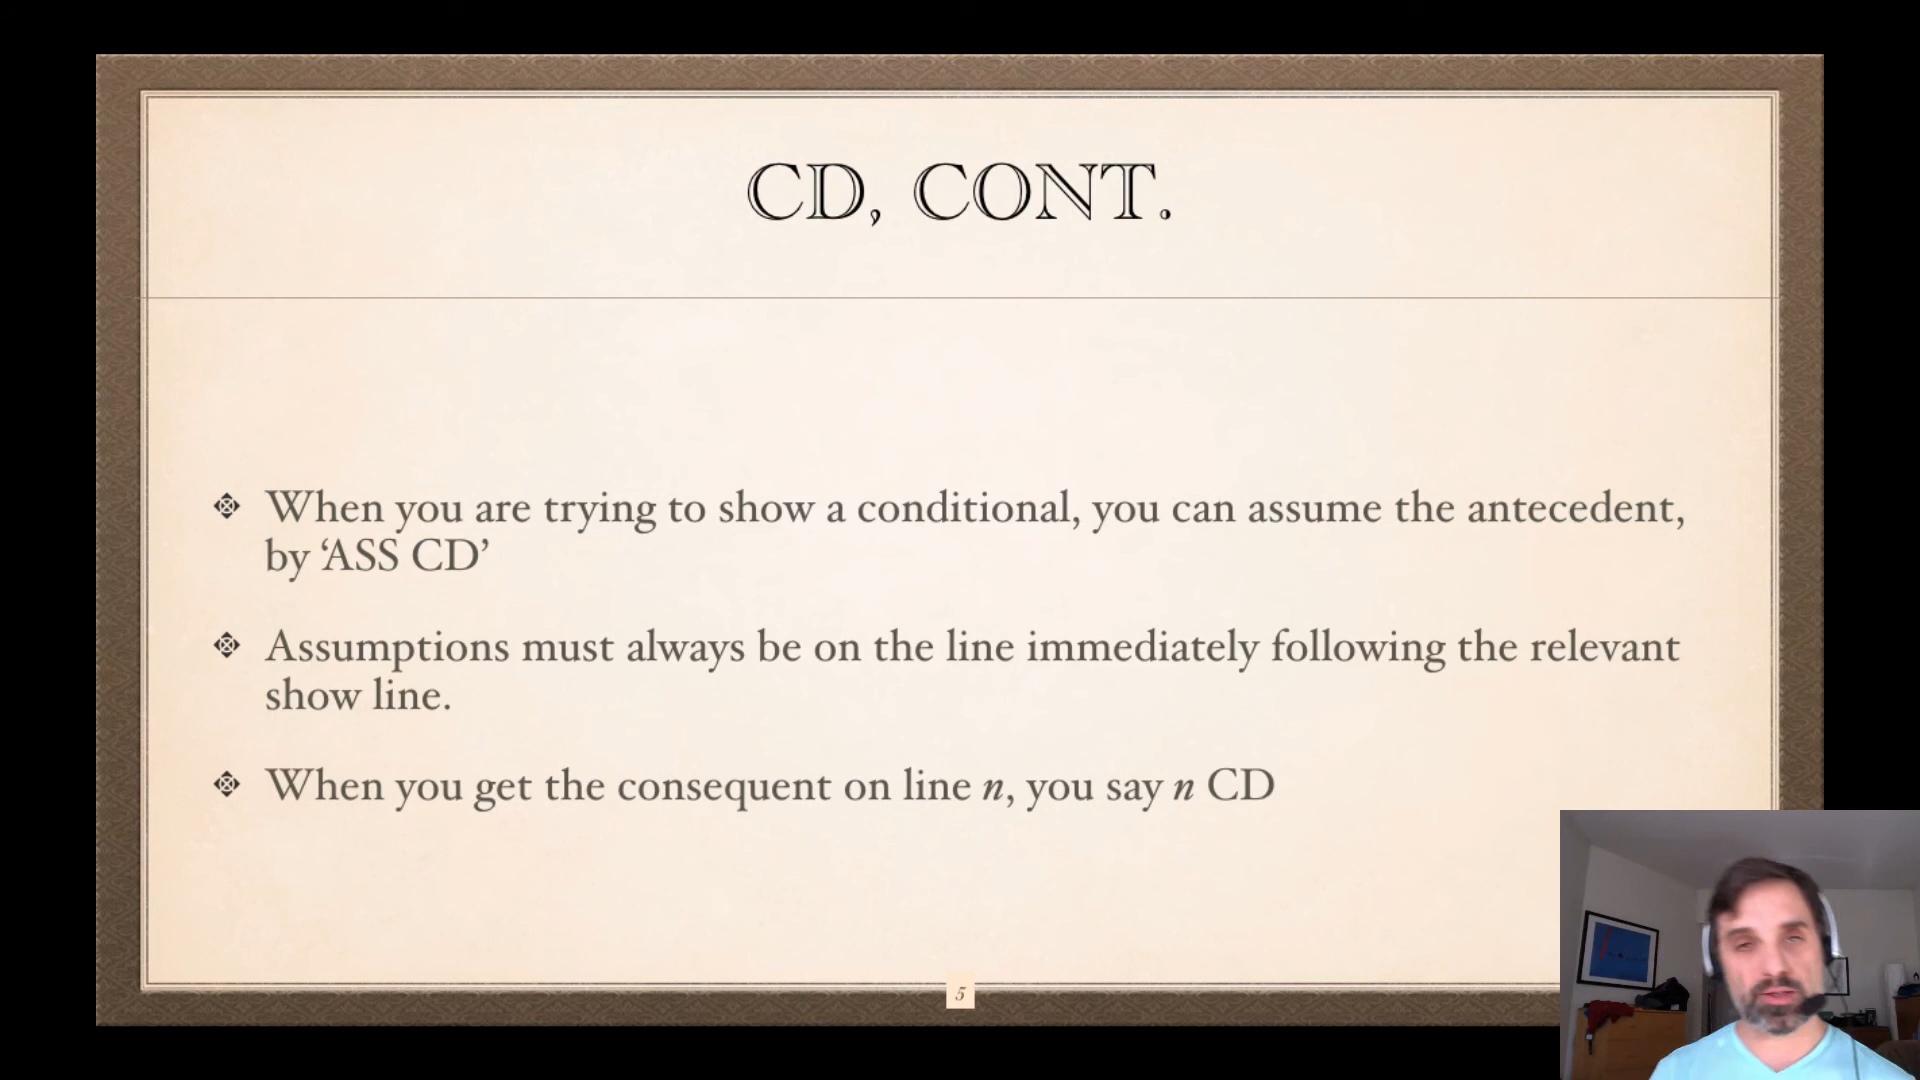 CD, CONT.
When you are trying to show a conditional, you can assume the antecedent,
by ‘ASS CD’
Assumptions must always be on the line immediately following the relevant
show line.
When you get the consequent on line n, you say n CD
5